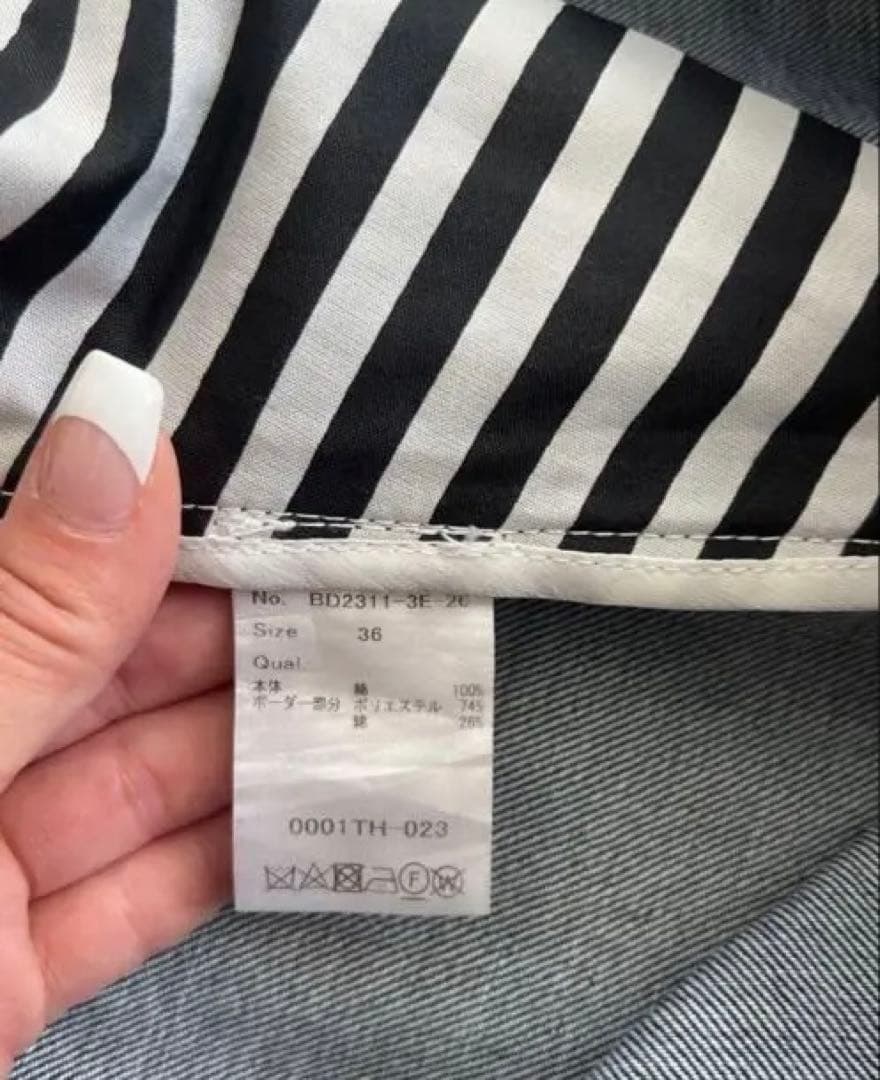 No. BD2311-3E-26
Size 36
Qual.
本体 綿 100%
ボーダー部分 ポリエステル 74%
綿 26%
0001TH-023
F W